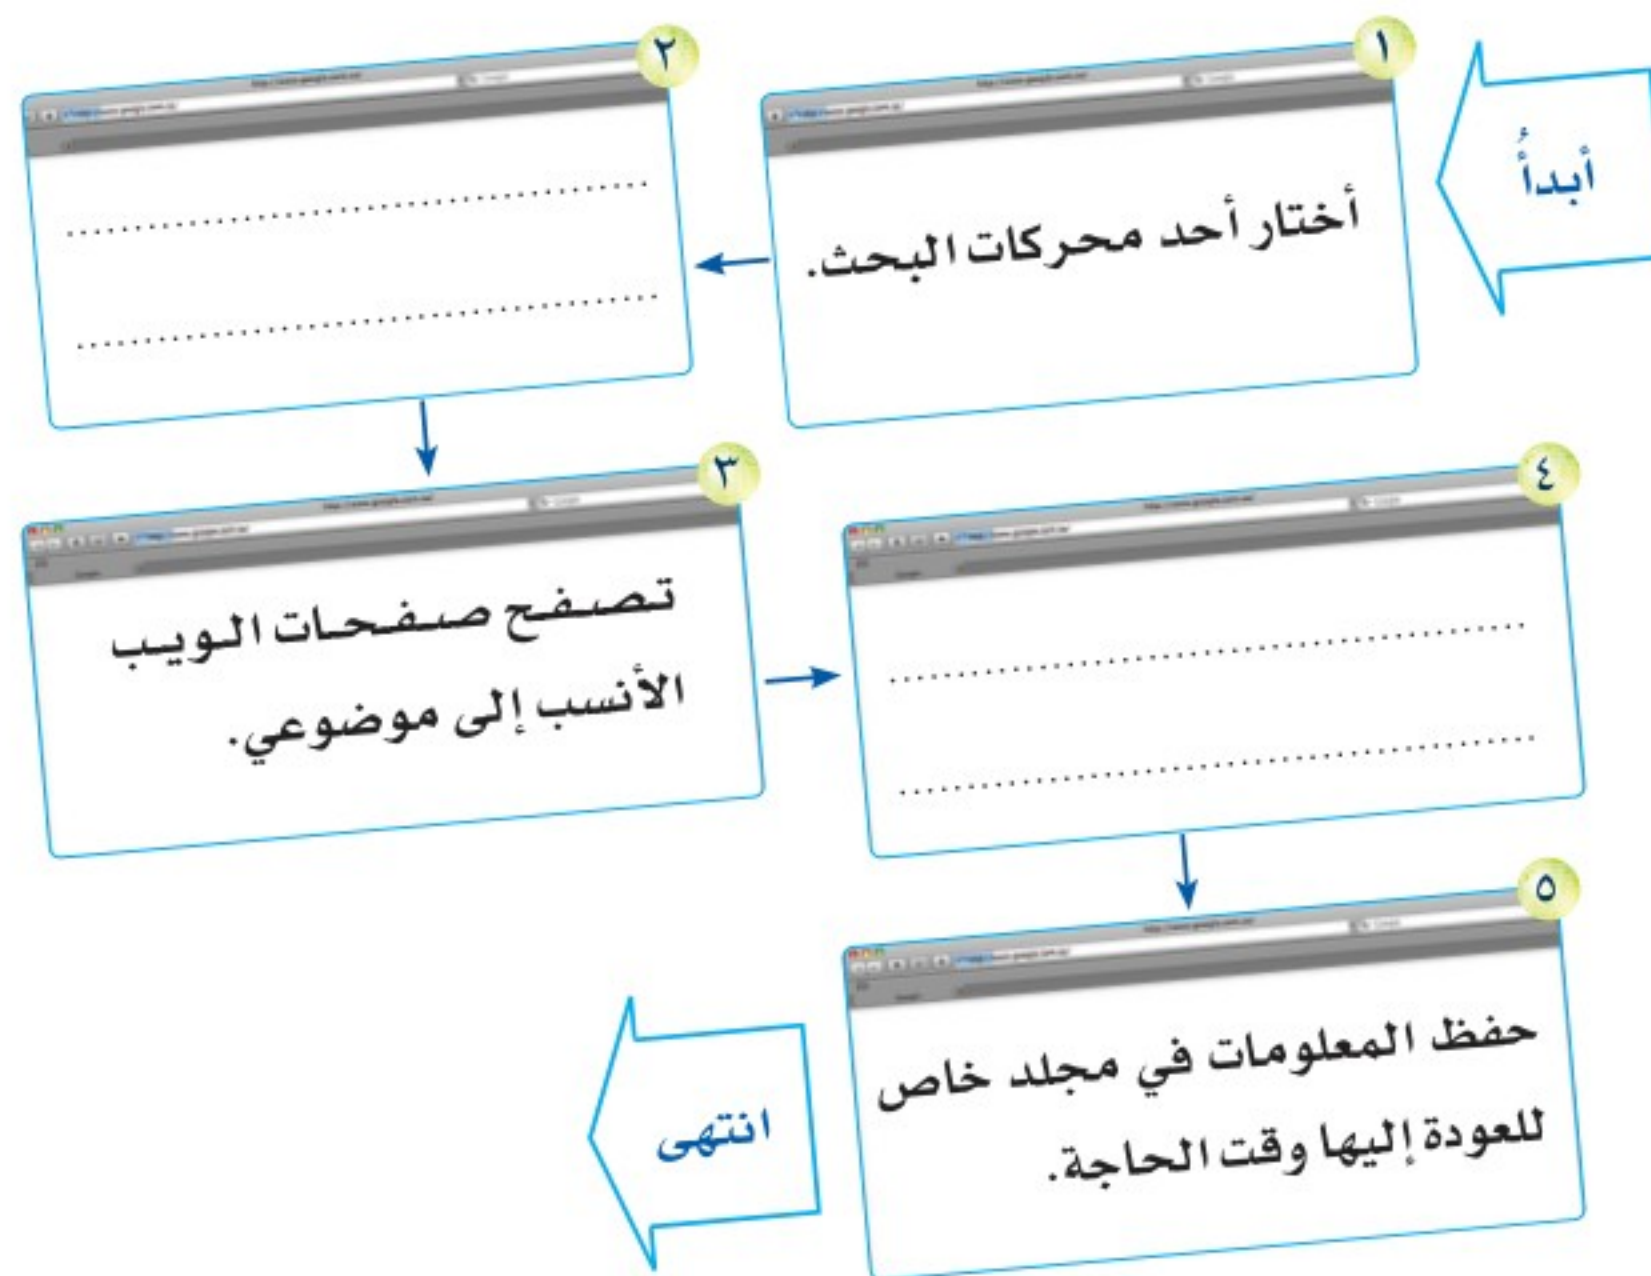 أبدأُ
١
أختار أحد محركات البحث.
٢
٣
تصفح صفحات الويب
الأنسب إلى موضوعي.
٤
٥
حفظ المعلومات في مجلد خاص
للعودة إليها وقت الحاجة.
انتهى